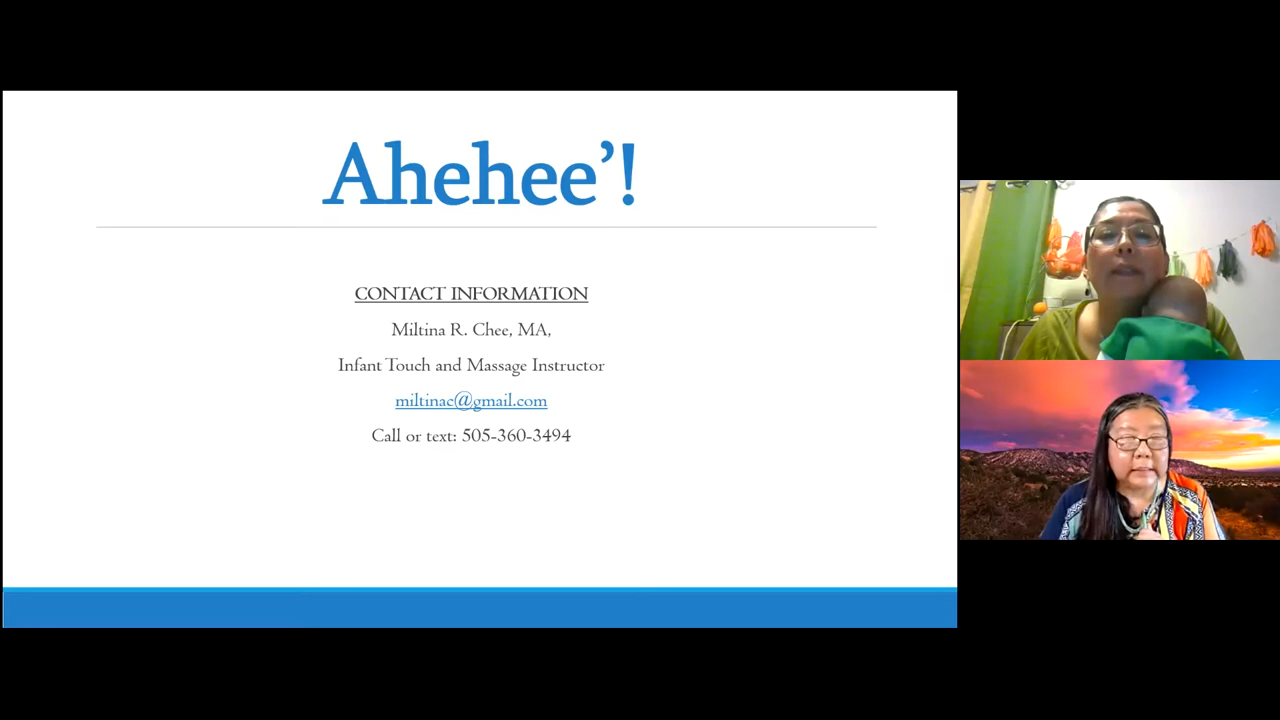 Ahehee’!
CONTACT INFORMATION
Miltina R. Chee, MA,
Infant Touch and Massage Instructor
miltinac@gmail.com
Call or text: 505-360-3494